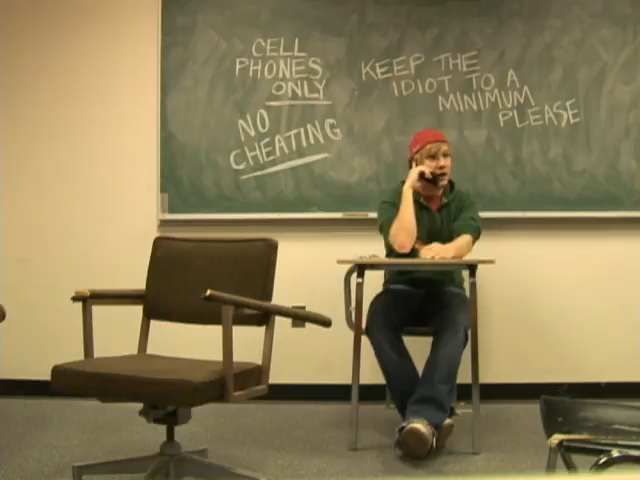 CELL
PHONES
ONLY
NO
CHEATING
KEEP THE
IDIOT TO A
MINIMUM
PLEASE